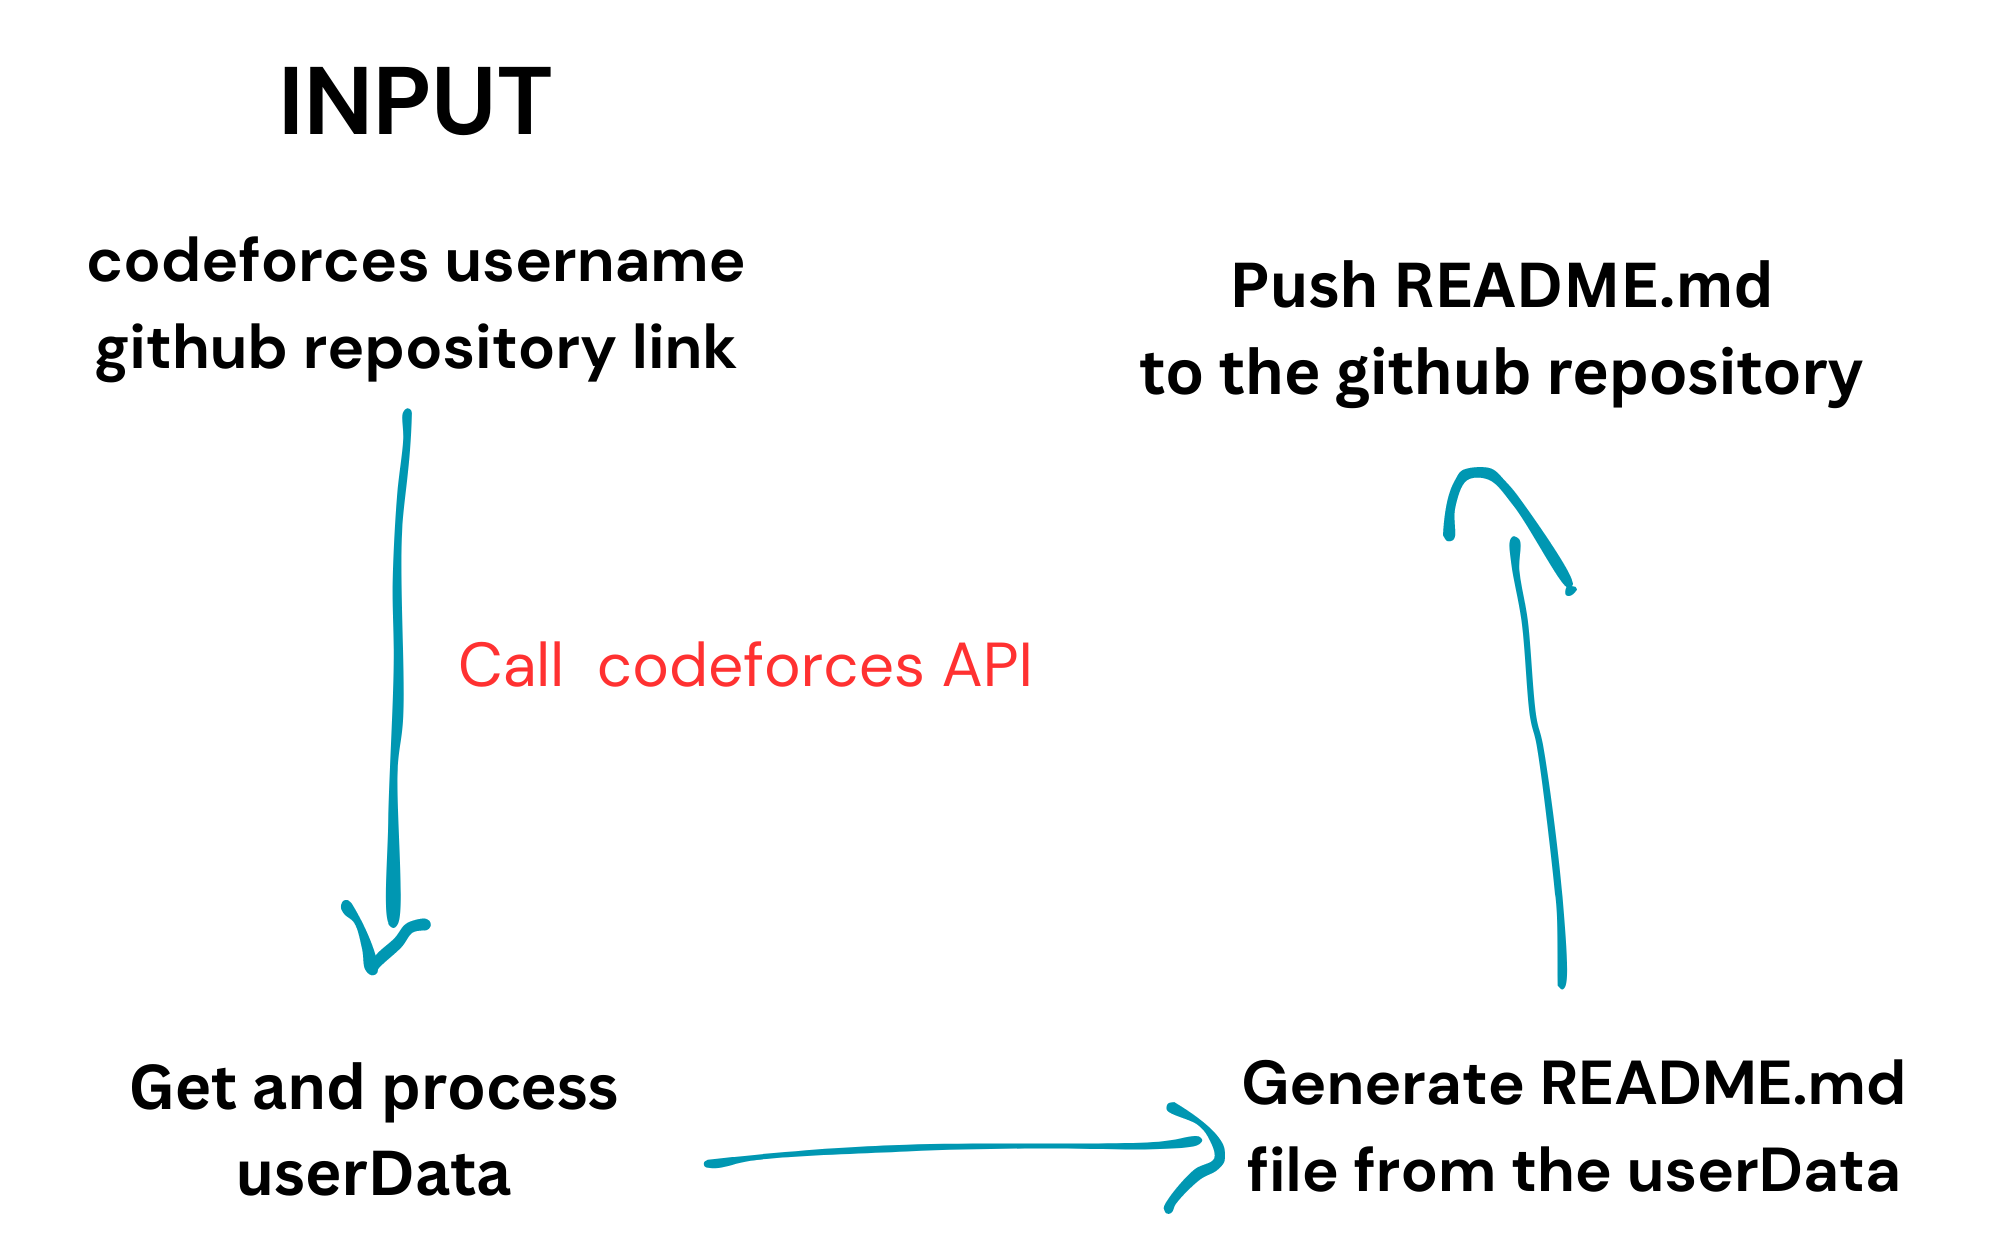 INPUT
codeforces username
github repository link
Call  codeforces API
Get and process
userData
Generate README.md
file from the userData
Push README.md
to the github repository